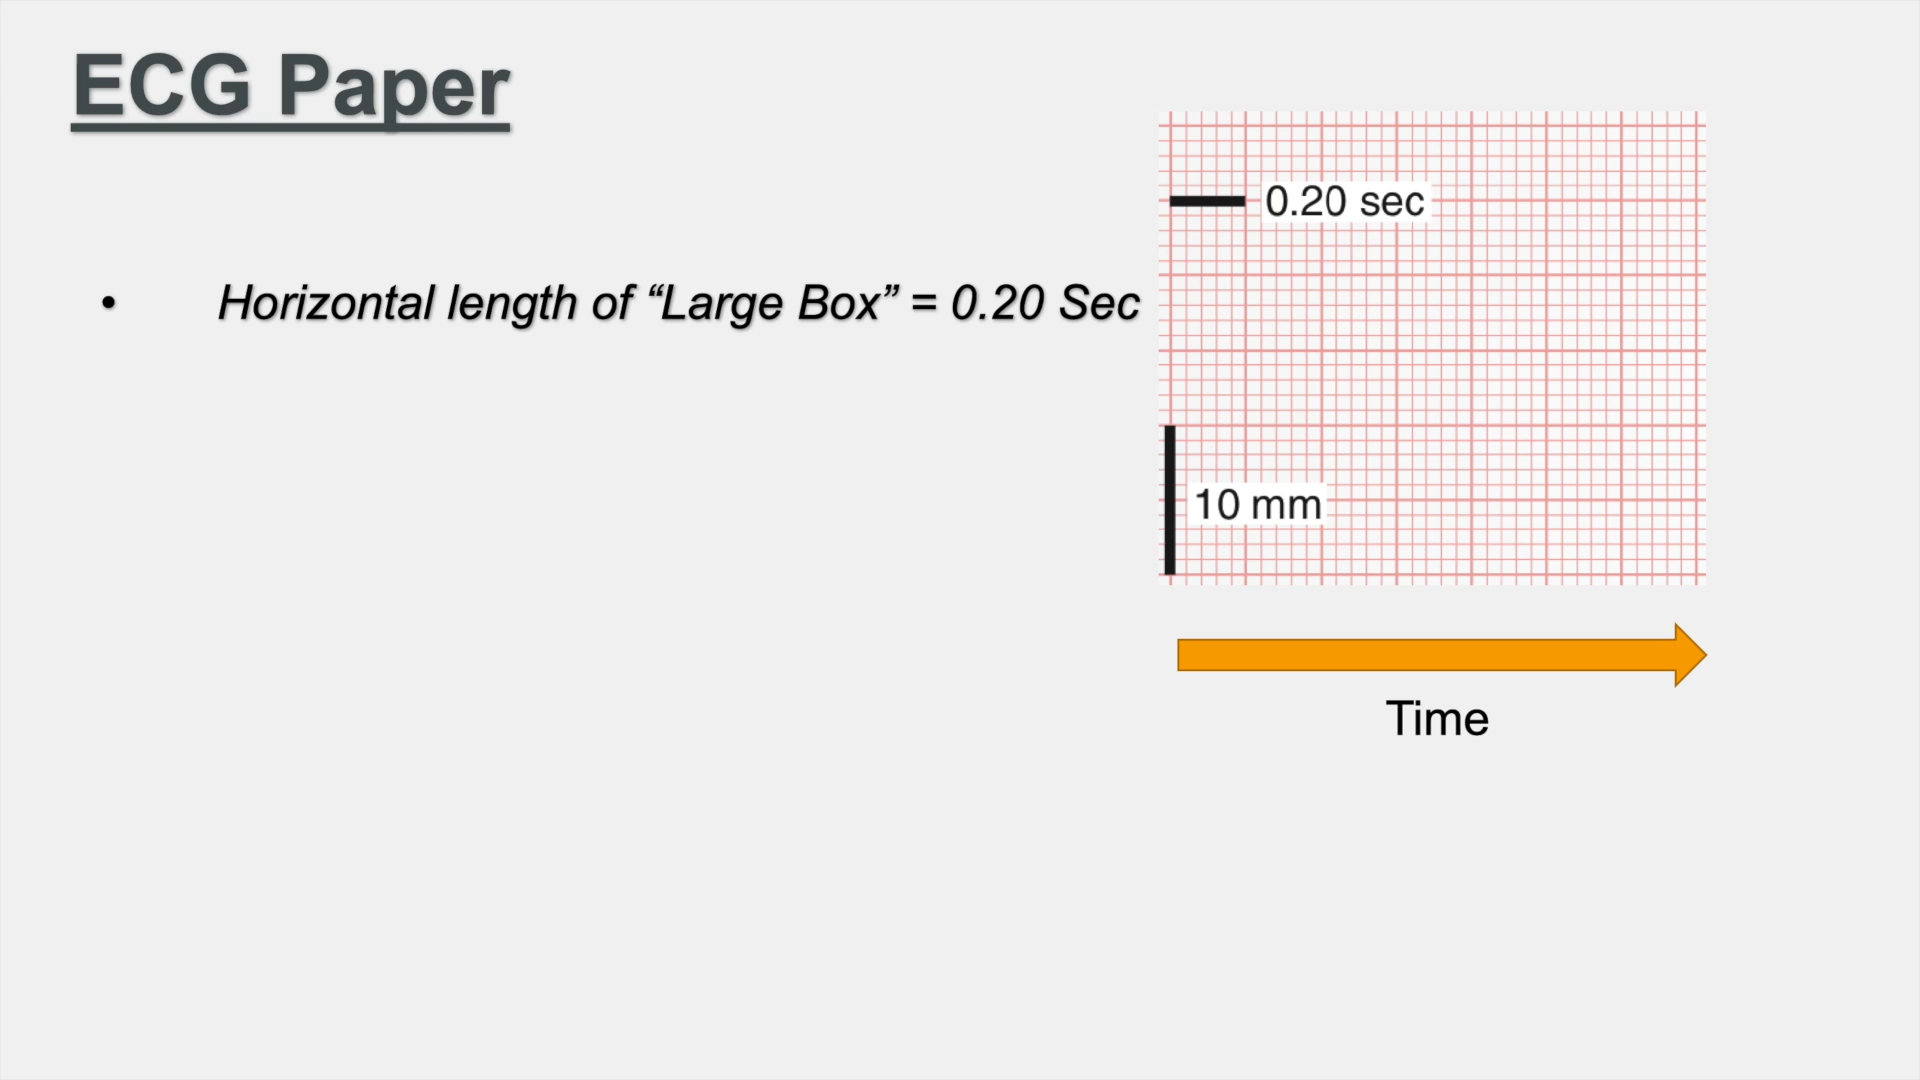 ECG Paper
• Horizontal length of “Large Box” = 0.20 Sec
0.20 sec
10 mm
Time